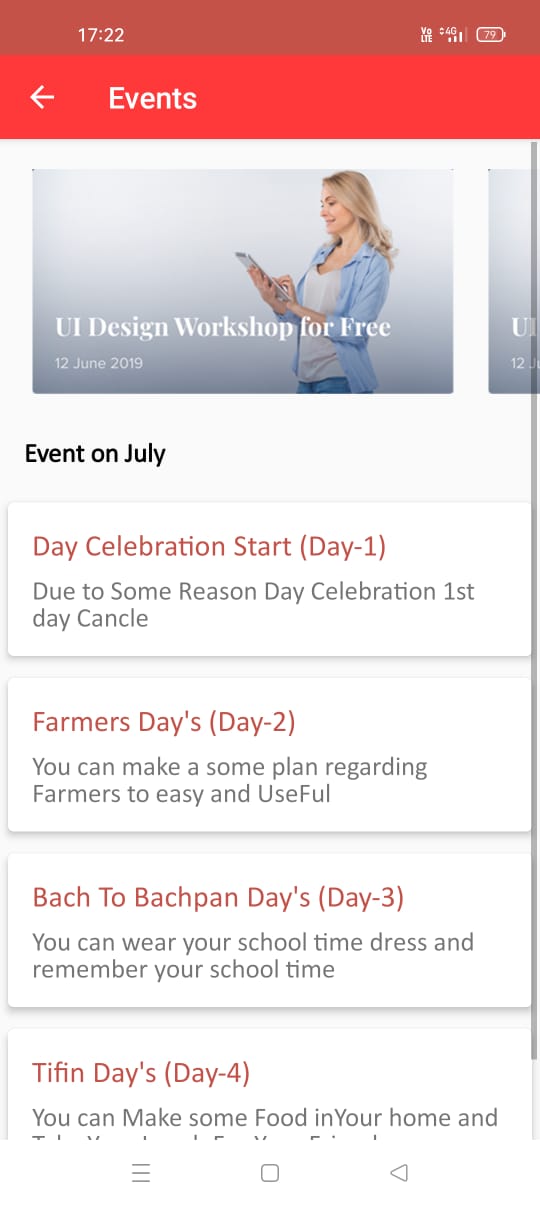 17:22
Vo
LTE
4G
79
Events
UI Design Workshop for Free
12 June 2019
UI
12 Ju
Event on July
Day Celebration Start (Day-1)
Due to Some Reason Day Celebration 1st
day Cancle
Farmers Day's (Day-2)
You can make a some plan regarding
Farmers to easy and UseFul
Bach To Bachpan Day's (Day-3)
You can wear your school time dress and
remember your school time
Tifin Day's (Day-4)
You can Make some Food inYour home and